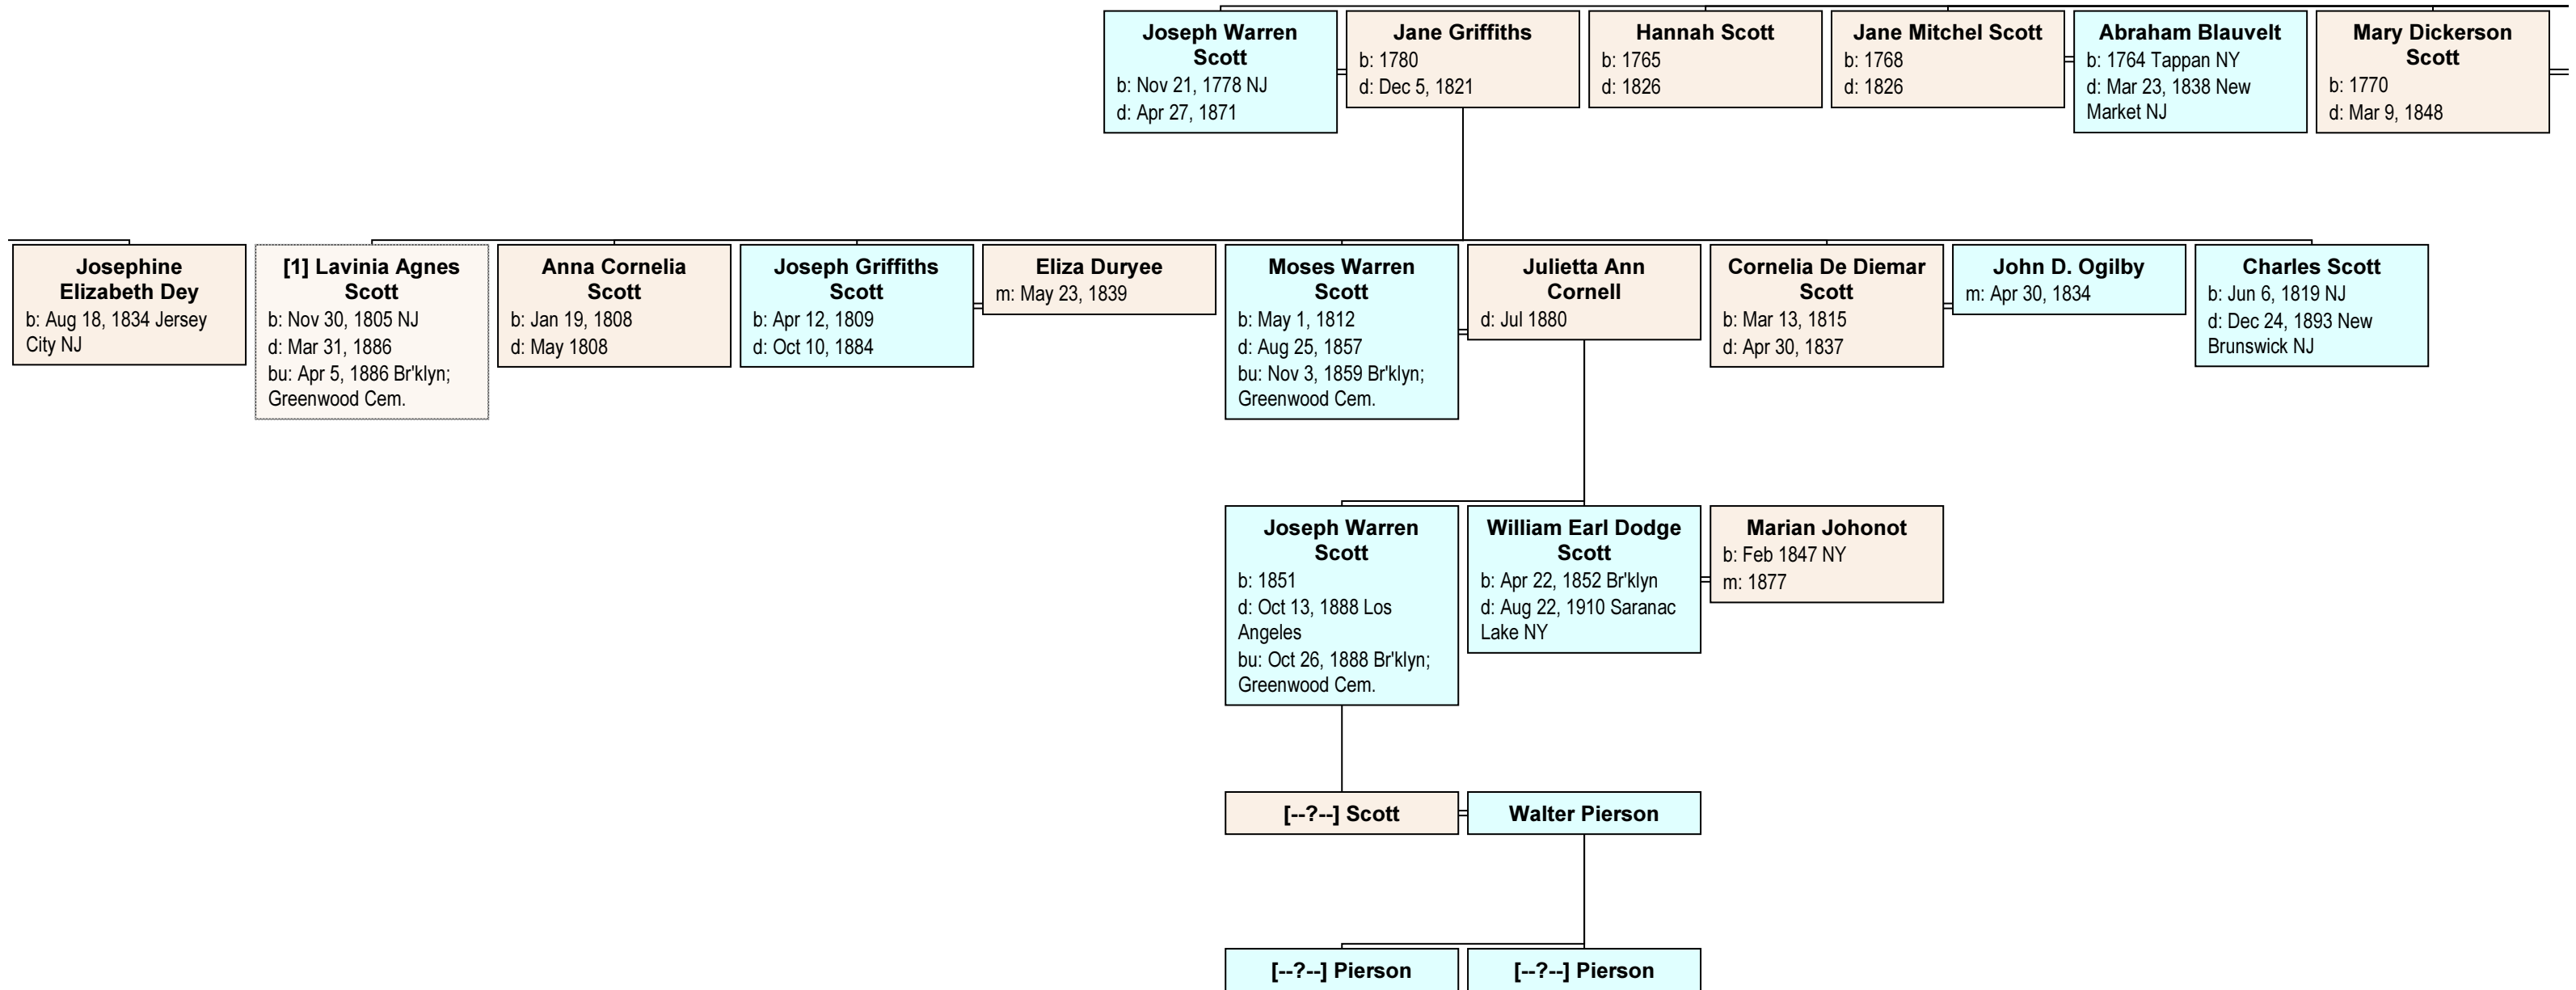 Joseph Warren
Scott
b: Nov 21, 1778 NJ
d: Apr 27, 1871
Jane Griffiths
b: 1780
d: Dec 5, 1821
Hannah Scott
b: 1765
d: 1826
Jane Mitchel Scott
b: 1768
d: 1826
Abraham Blauvelt
b: 1764 Tappan NY
d: Mar 23, 1838 New
Market NJ
Mary Dickerson
Scott
b: 1770
d: Mar 9, 1848
Josephine
Elizabeth Dey
b: Aug 18, 1834 Jersey
City NJ
[1] Lavinia Agnes
Scott
b: Nov 30, 1805 NJ
d: Mar 31, 1886
bu: Apr 5, 1886 Br'klyn;
Greenwood Cem.
Anna Cornelia
Scott
b: Jan 19, 1808
d: May 1808
Joseph Griffiths
Scott
b: Apr 12, 1809
d: Oct 10, 1884
Eliza Duryee
m: May 23, 1839
Moses Warren
Scott
b: May 1, 1812
d: Aug 25, 1857
bu: Nov 3, 1859 Br'klyn;
Greenwood Cem.
Julietta Ann
Cornell
d: Jul 1880
Cornelia De Diemar
Scott
b: Mar 13, 1815
d: Apr 30, 1837
John D. Ogilby
m: Apr 30, 1834
Charles Scott
b: Jun 6, 1819 NJ
d: Dec 24, 1893 New
Brunswick NJ
Joseph Warren
Scott
b: 1851
d: Oct 13, 1888 Los
Angeles
bu: Oct 26, 1888 Br'klyn;
Greenwood Cem.
William Earl Dodge
Scott
b: Apr 22, 1852 Br'klyn
d: Aug 22, 1910 Saranac
Lake NY
Marian Johonot
b: Feb 1847 NY
m: 1877
[--?--] Scott
Walter Pierson
[--?--] Pierson
[--?--] Pierson